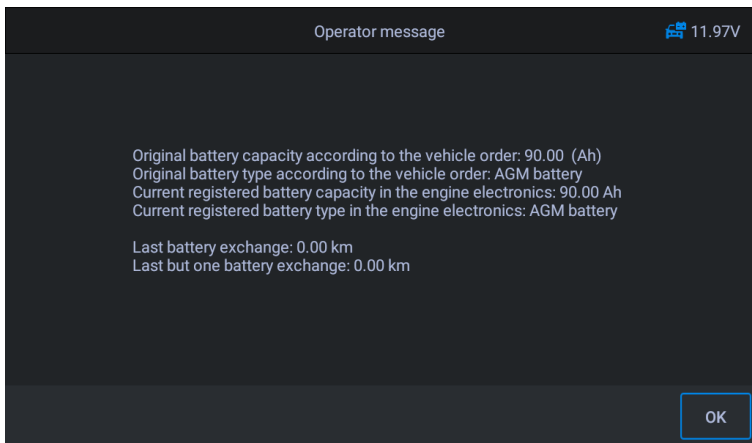 Operator message
11.97V
Original battery capacity according to the vehicle order: 90.00 (Ah)
Original battery type according to the vehicle order: AGM battery
Current registered battery capacity in the engine electronics: 90.00 Ah
Current registered battery type in the engine electronics: AGM battery
Last battery exchange: 0.00 km
Last but one battery exchange: 0.00 km
OK